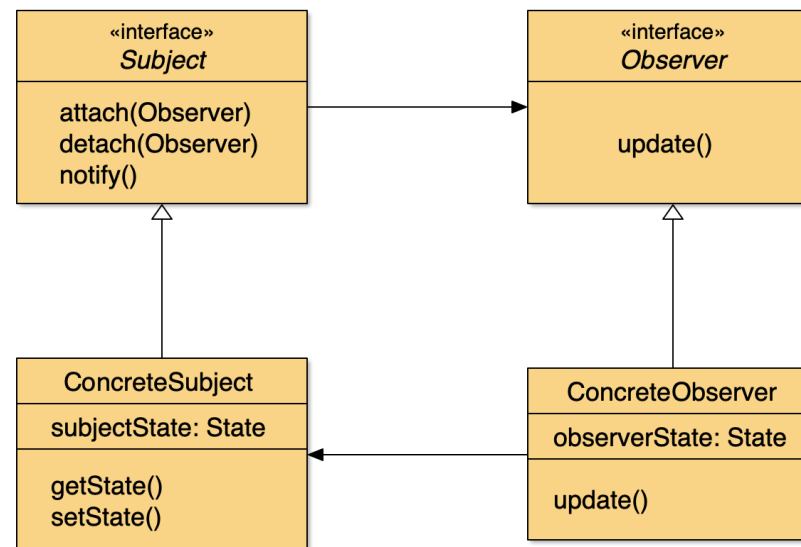 «interface»
Subject
attach(Observer)
detach(Observer)
notify()
«interface»
Observer
update()
ConcreteSubject
subjectState: State
getState()
setState()
ConcreteObserver
observerState: State
update()